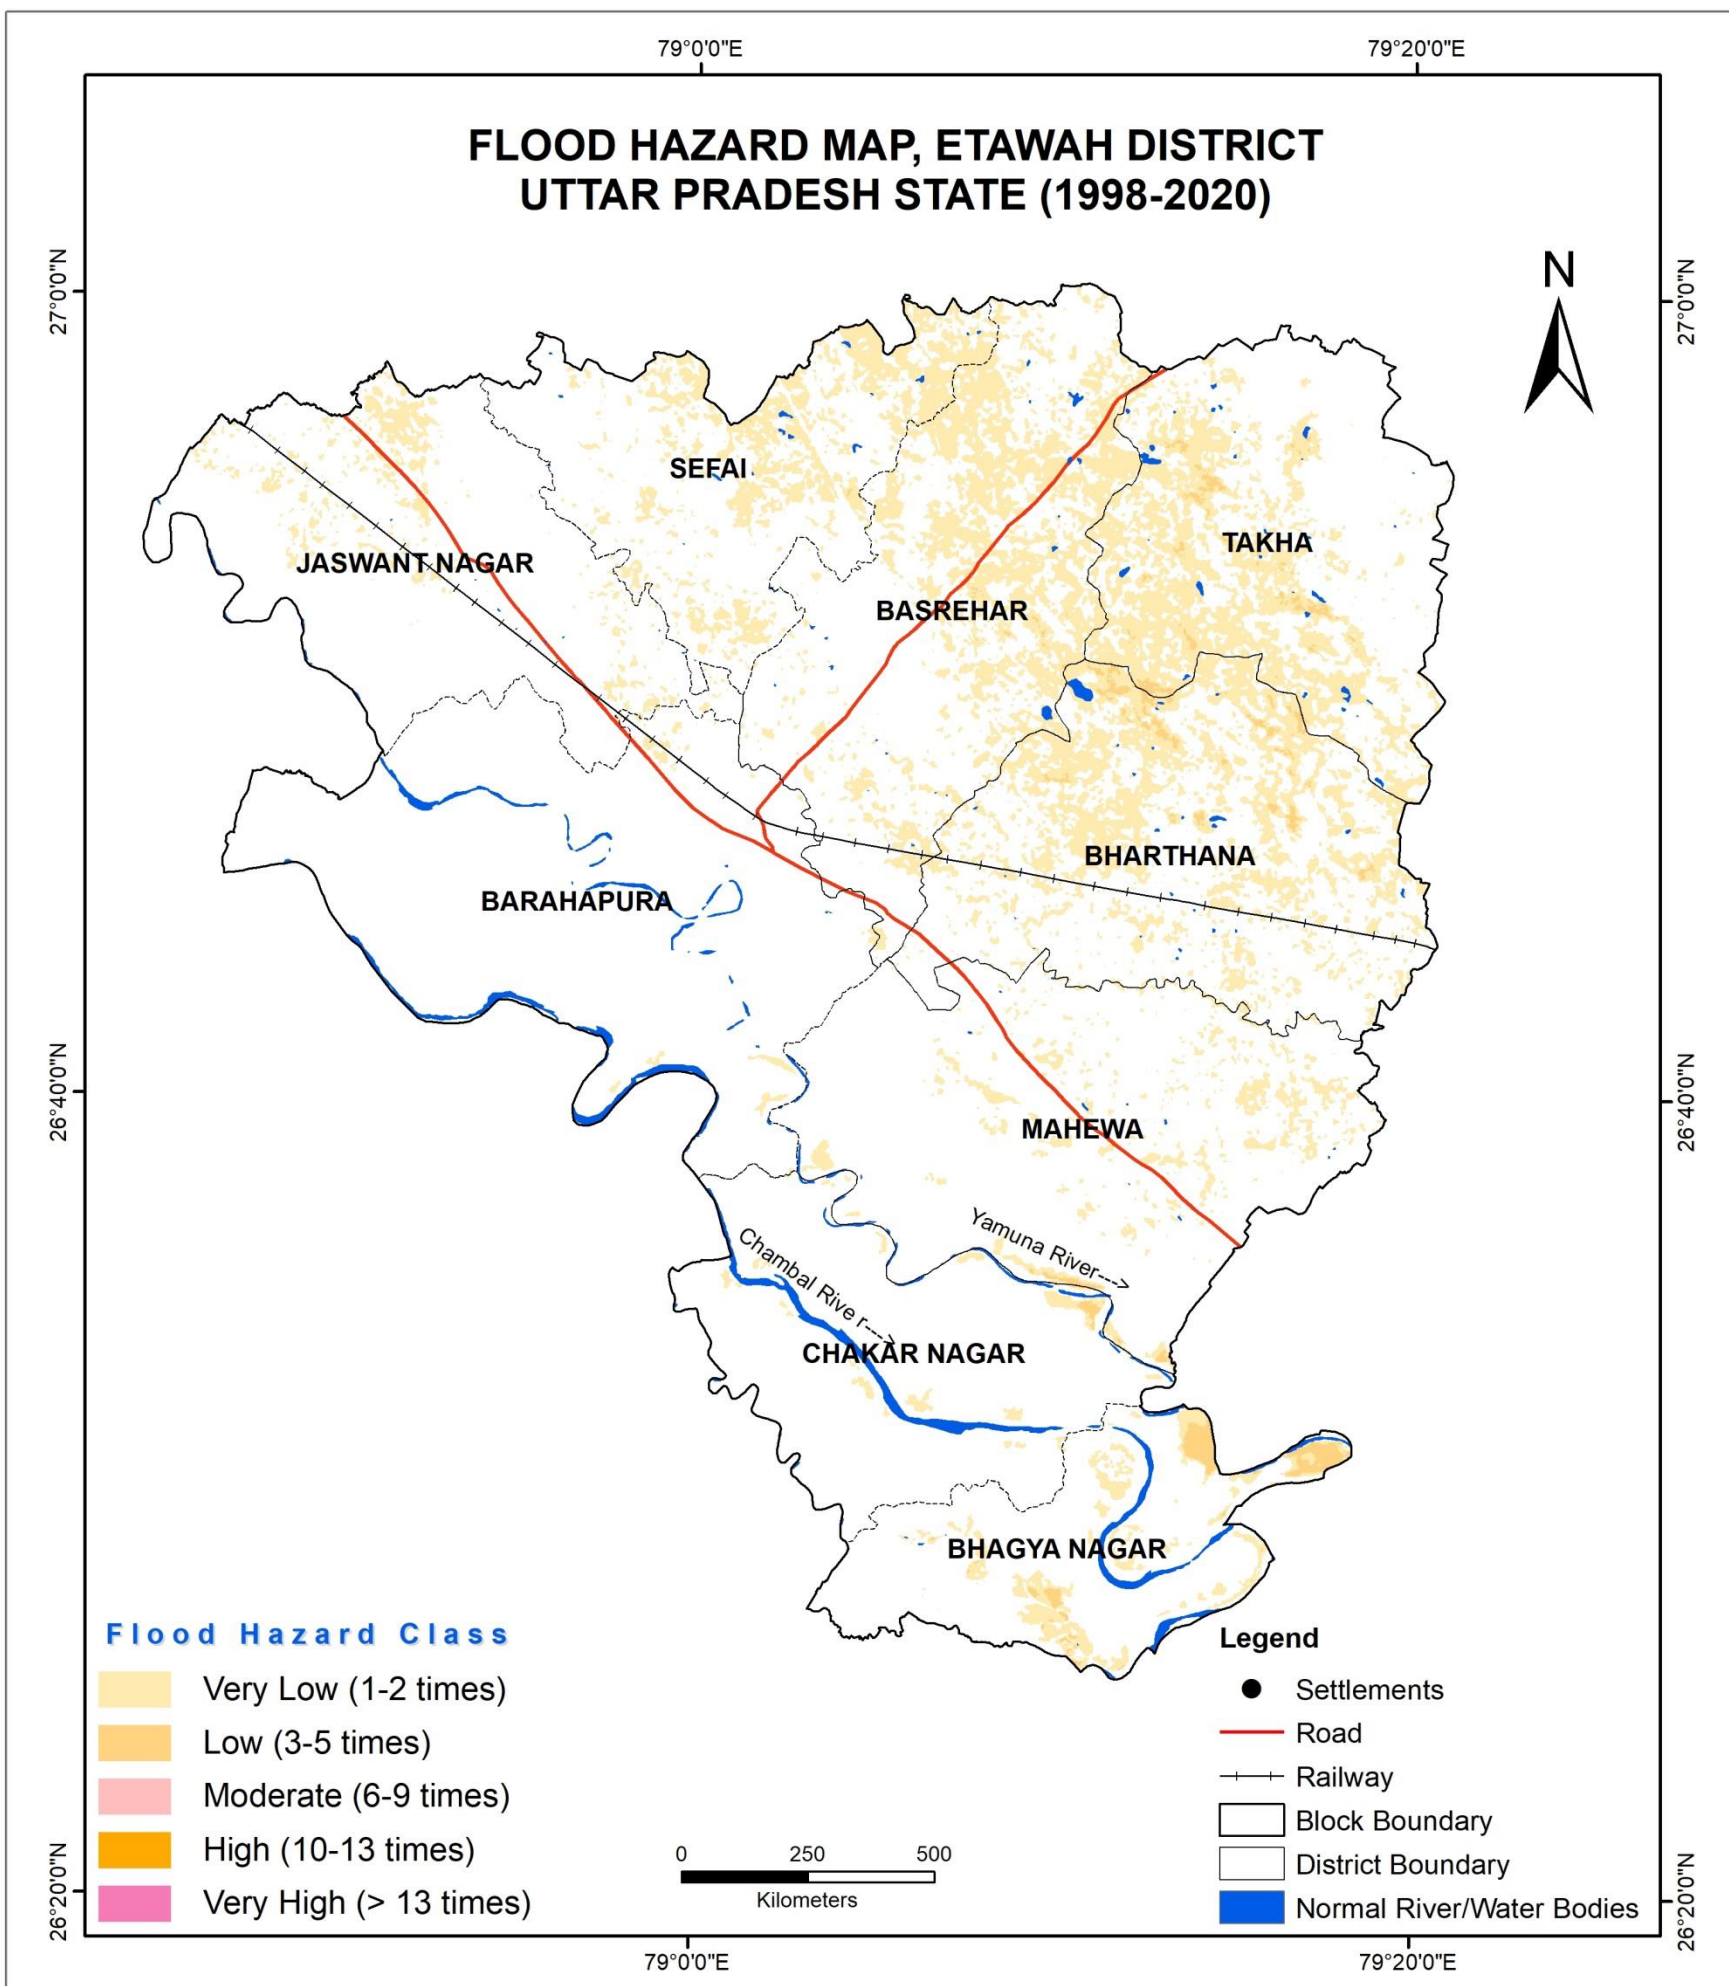 79°0'0"E
79°20'0"E
FLOOD HAZARD MAP, ETAWAH DISTRICT
UTTAR PRADESH STATE (1998-2020)
27°0'0"N
27°0'0"N
N
SEFAI
TAKHA
JASWANT NAGAR
BASREHAR
BHARTHANA
BARAHAPURA
26°40'0"N
26°40'0"N
MAHEWA
Yamuna River--->
Chambal Rive r--->
CHAKAR NAGAR
BHAGYA NAGAR
Flood Hazard Class
Very Low (1-2 times)
Low (3-5 times)
Moderate (6-9 times)
High (10-13 times)
Very High (> 13 times)
0 250 500
Kilometers
Legend
Settlements
Road
Railway
Block Boundary
District Boundary
Normal River/Water Bodies
26°20'0"N
26°20'0"N
79°0'0"E
79°20'0"E